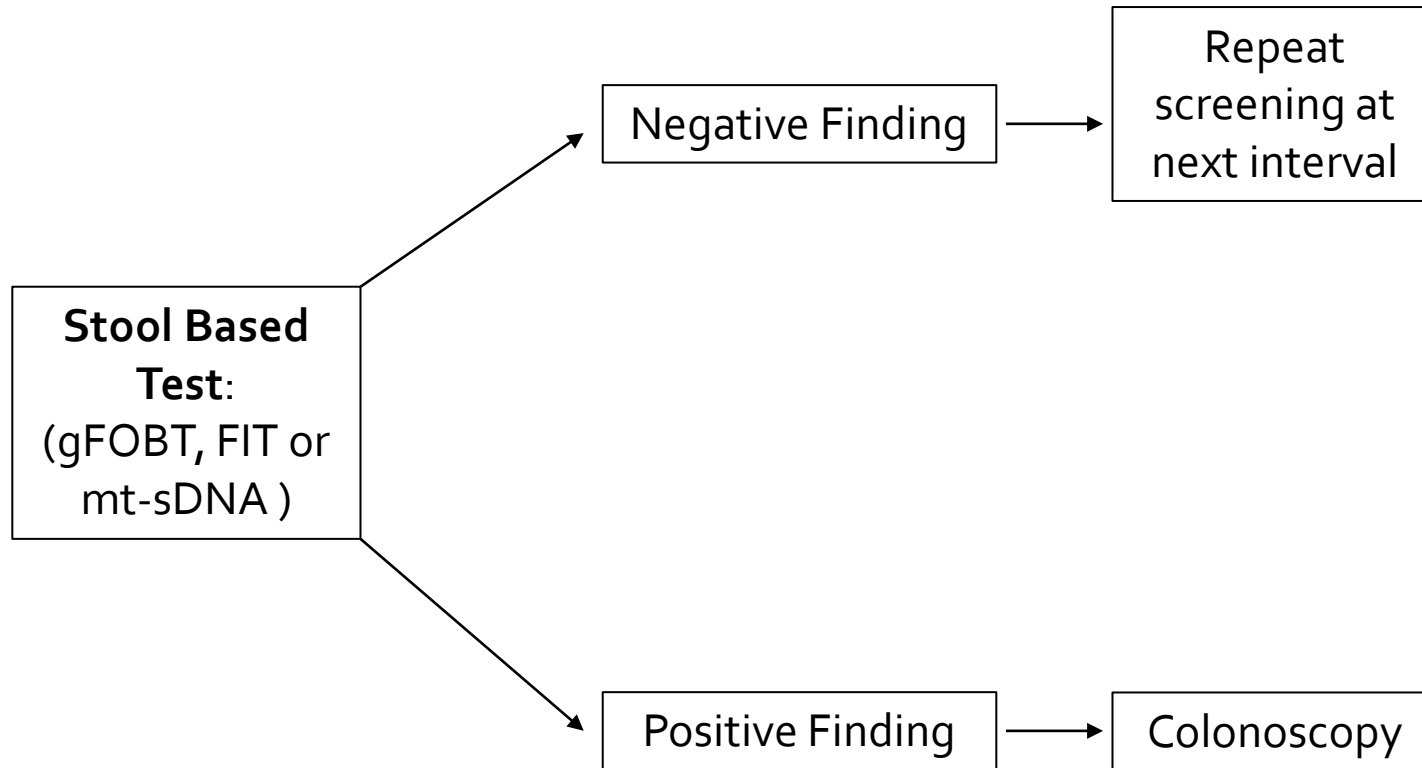 Stool Based
Test:
(gFOBT, FIT or
mt-sDNA )
Negative Finding
Repeat
screening at
next interval
Positive Finding
Colonoscopy